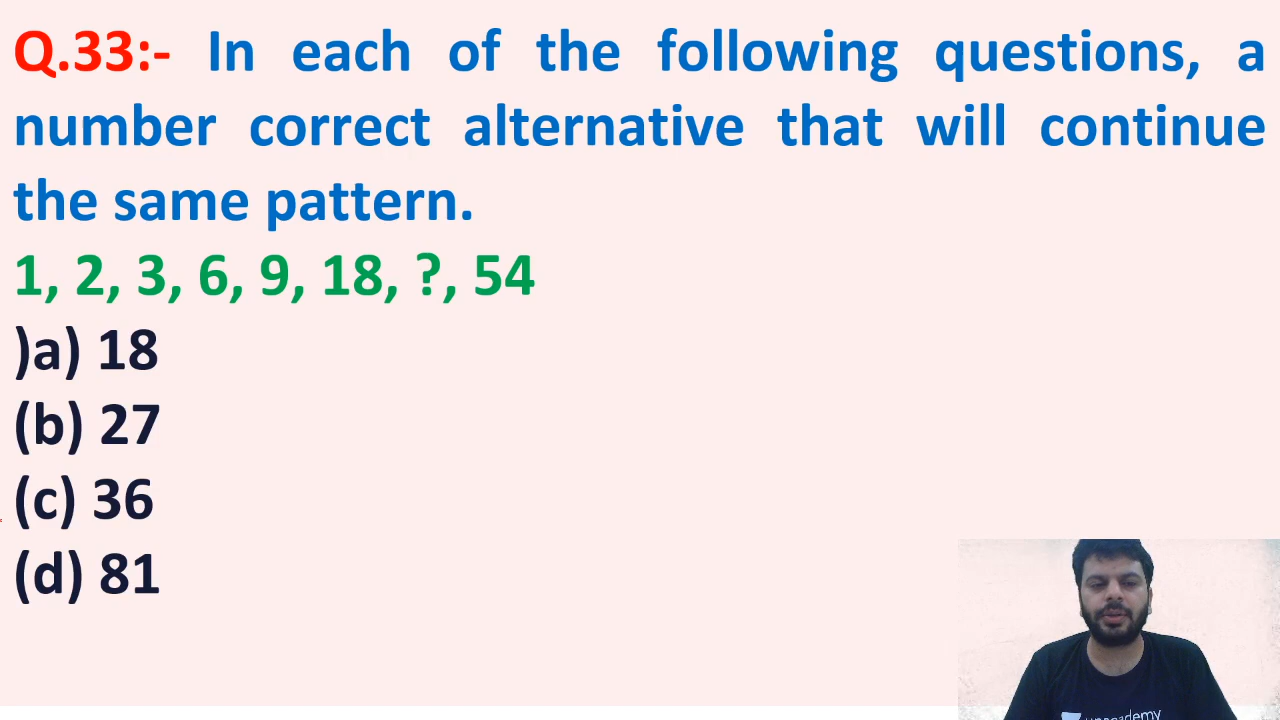 Q.33:- In each of the following questions, a
number correct alternative that will continue
the same pattern.
1, 2, 3, 6, 9, 18, ?, 54
)a) 18
(b) 27
(c) 36
(d) 81